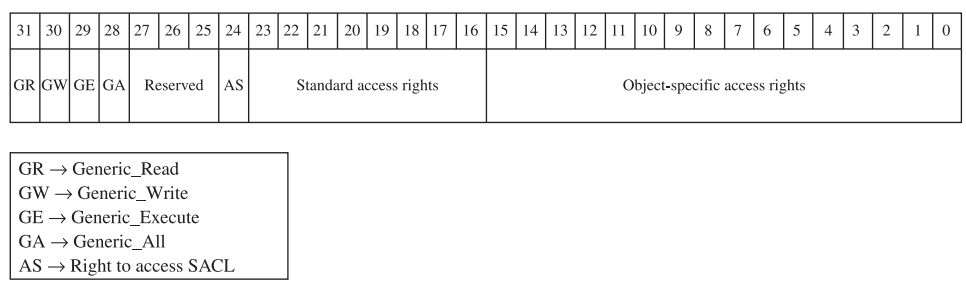 31 30 29 28 27 26 25 24 23 22 21 20 19 18 17 16 15 14 13 12 11 10 9 8 7 6 5 4 3 2 1 0
GR GW GE GA Reserved AS Standard access rights Object-specific access rights
GR → Generic_Read
GW → Generic_Write
GE → Generic_Execute
GA → Generic_All
AS → Right to access SACL